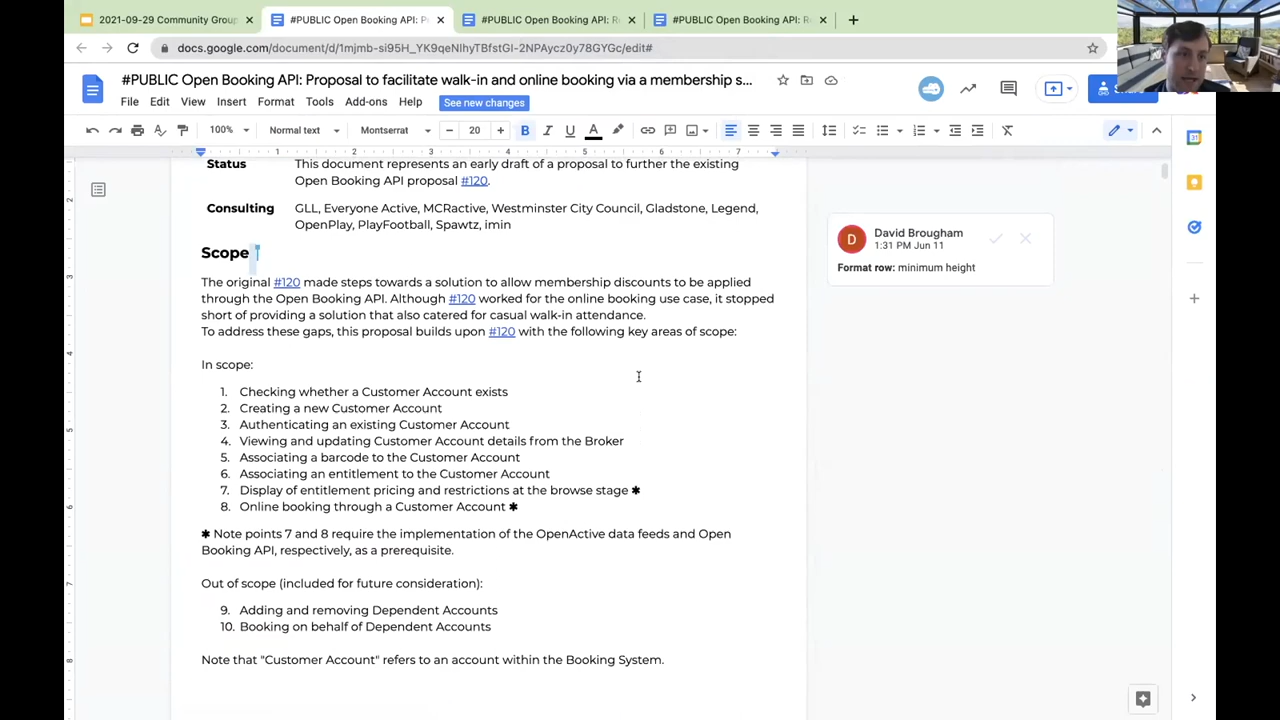 2021-09-29 Community Group
#PUBLIC Open Booking API: P
#PUBLIC Open Booking API: R
#PUBLIC Open Booking API: R
docs.google.com/document/d/1mjmb-si95H_YK9qeNlhyTBfstGl-2NPAycz0y78GYGc/edit#
#PUBLIC Open Booking API: Proposal to facilitate walk-in and online booking via a membership s...
File Edit View Insert Format Tools Add-ons Help See new changes
100% Normal text Montserrat 20 B I U A
1 2 3 4 5 6 7
Status This document represents an early draft of a proposal to further the existing
Open Booking API proposal #120.
Consulting GLL, Everyone Active, MCRactive, Westminster City Council, Gladstone, Legend,
OpenPlay, PlayFootball, Spawtz, imin
Scope
The original #120 made steps towards a solution to allow membership discounts to be applied
through the Open Booking API. Although #120 worked for the online booking use case, it stopped
short of providing a solution that also catered for casual walk-in attendance.
To address these gaps, this proposal builds upon #120 with the following key areas of scope:
In scope:
1. Checking whether a Customer Account exists
2. Creating a new Customer Account
3. Authenticating an existing Customer Account
4. Viewing and updating Customer Account details from the Broker
5. Associating a barcode to the Customer Account
6. Associating an entitlement to the Customer Account
7. Display of entitlement pricing and restrictions at the browse stage ✱
8. Online booking through a Customer Account ✱
✱ Note points 7 and 8 require the implementation of the OpenActive data feeds and Open
Booking API, respectively, as a prerequisite.
Out of scope (included for future consideration):
9. Adding and removing Dependent Accounts
10. Booking on behalf of Dependent Accounts
Note that "Customer Account" refers to an account within the Booking System.
D David Brougham
1:31 PM Jun 11
Format row: minimum height